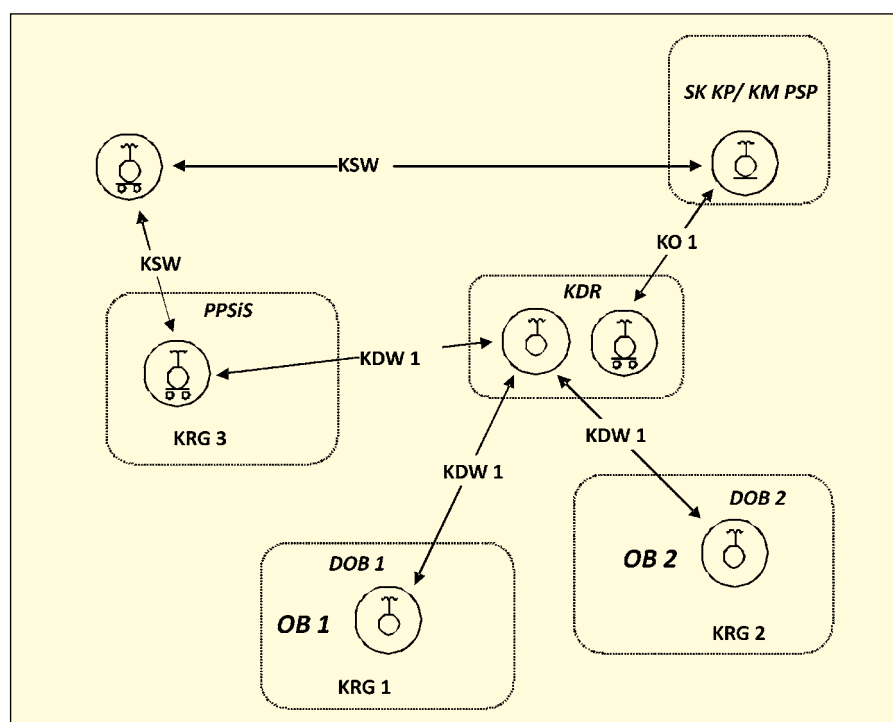 SK KP/ KM PSP
KSW
KO 1
KSW
KDR
PPSiS
KDW 1
KRG 3
KDW 1
KDW 1
DOB 2
OB 2
DOB 1
OB 1
KRG 2
KRG 1